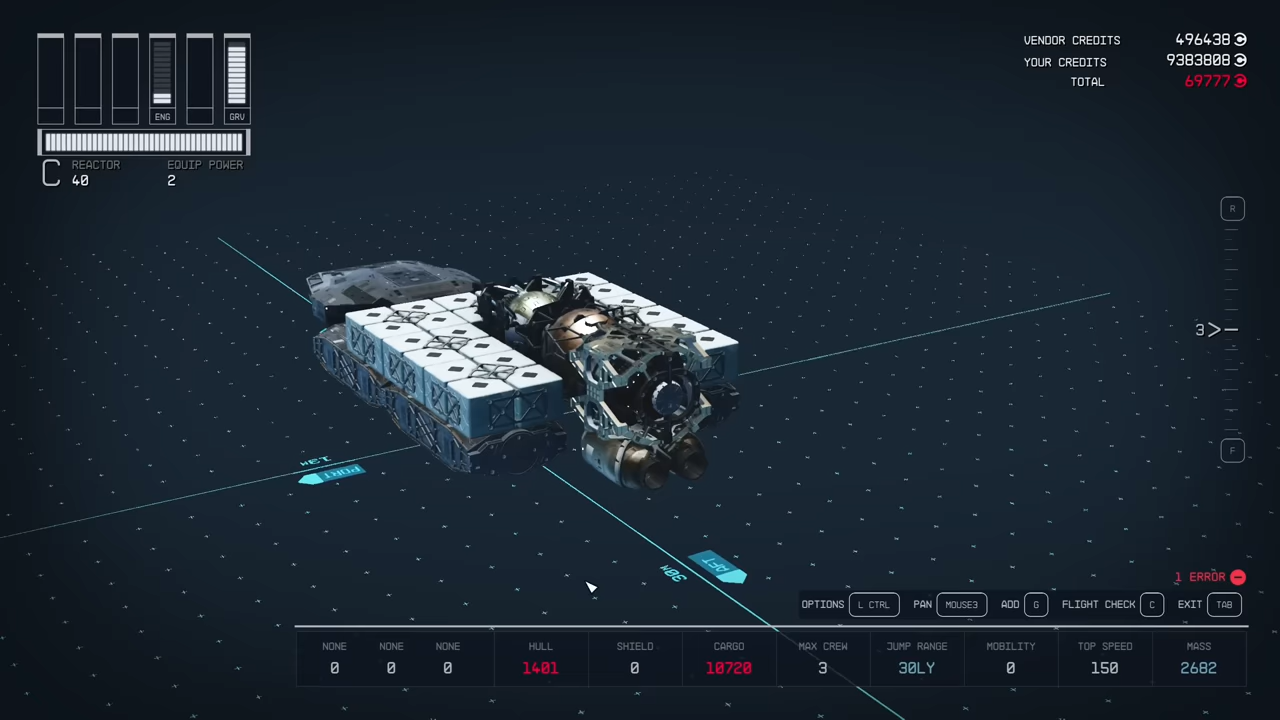 VENDOR CREDITS 496438
YOUR CREDITS 9383808
TOTAL 69777
ENG GRV
C REACTOR 40 EQUIP POWER 2
R
3
F
13M PORT
30M AFT
1 ERROR
OPTIONS L CTRL PAN MOUSE3 ADD G FLIGHT CHECK C EXIT TAB
NONE NONE NONE HULL SHIELD CARGO MAX CREW JUMP RANGE MOBILITY TOP SPEED MASS
0 0 0 1401 0 10720 3 30LY 0 150 2682